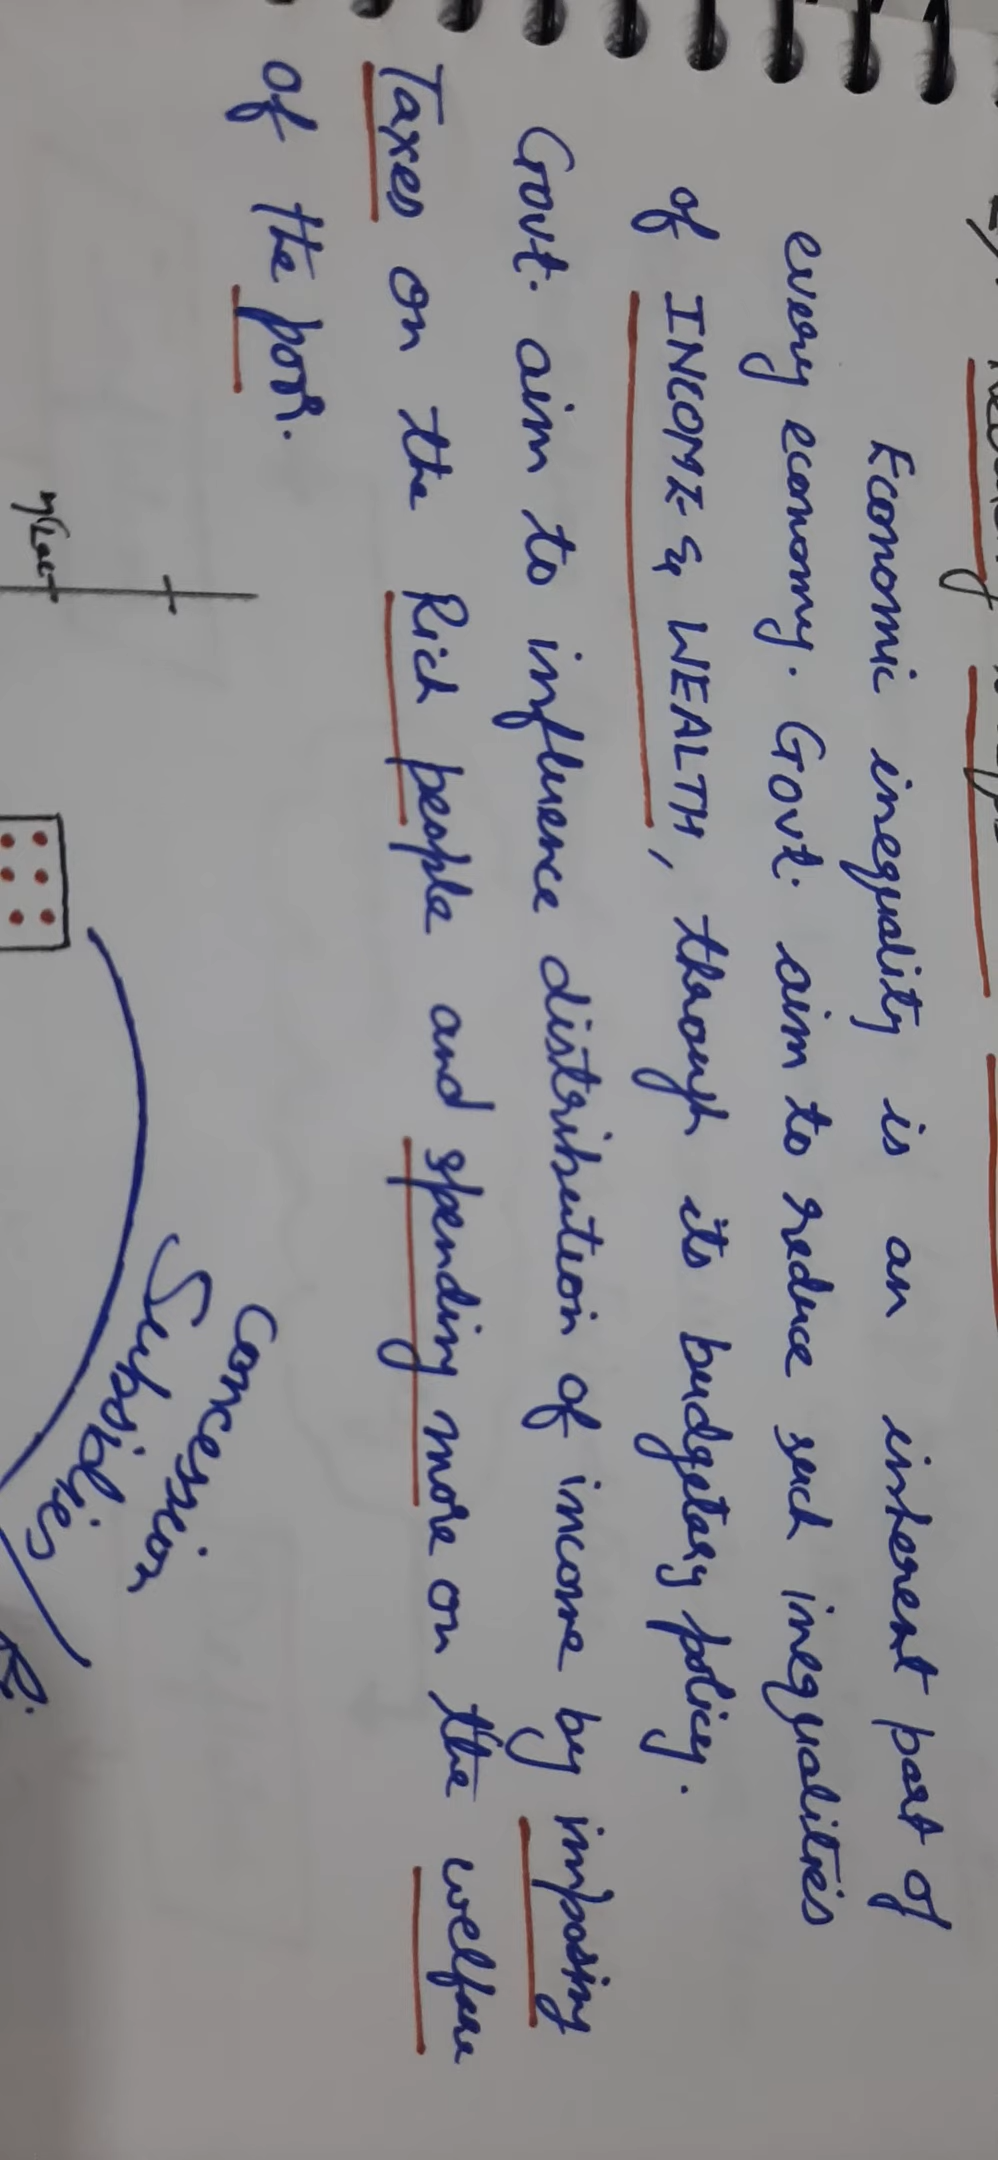 Economic inequality is an inherent part of
every economy. Govt. aim to reduce such inequalities
of INCOME & WEALTH, through its budgetary policy.
Govt. aim to influence distribution of income by imposing
Taxes on the Rich people and spending more on the welfare
of the poor.
Concession
Subsidies